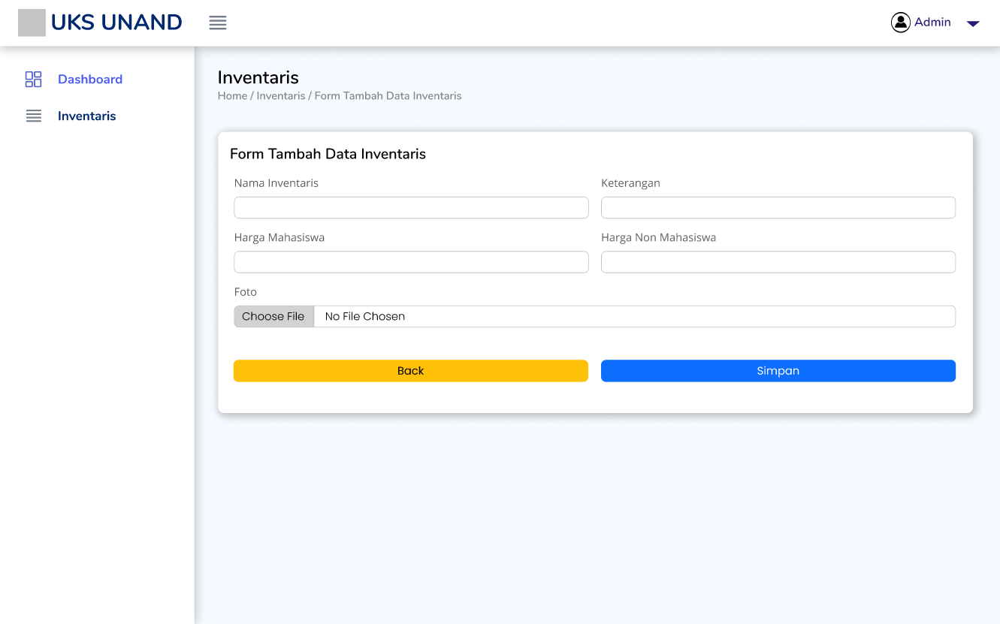 UKS UNAND
Admin
Dashboard
Inventaris
Inventaris
Home / Inventaris / Form Tambah Data Inventaris
Form Tambah Data Inventaris
Nama Inventaris
Keterangan
Harga Mahasiswa
Harga Non Mahasiswa
Foto
Choose File
No File Chosen
Back
Simpan